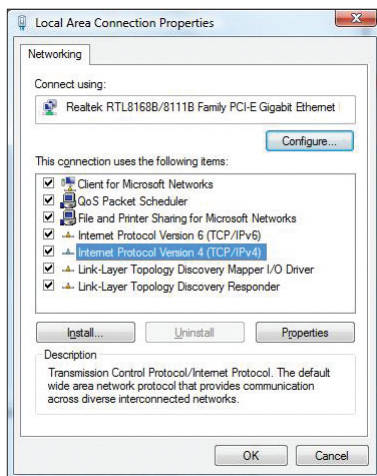 Local Area Connection Properties
Networking
Connect using:
Realtek RTL8168B/8111B Family PCI-E Gigabit Ethernet
Configure...
This connection uses the following items:
Client for Microsoft Networks
QoS Packet Scheduler
File and Printer Sharing for Microsoft Networks
Internet Protocol Version 6 (TCP/IPv6)
Internet Protocol Version 4 (TCP/IPv4)
Link-Layer Topology Discovery Mapper I/O Driver
Link-Layer Topology Discovery Responder
Install... Uninstall Properties
Description
Transmission Control Protocol/Internet Protocol. The default
wide area network protocol that provides communication
across diverse interconnected networks.
OK Cancel